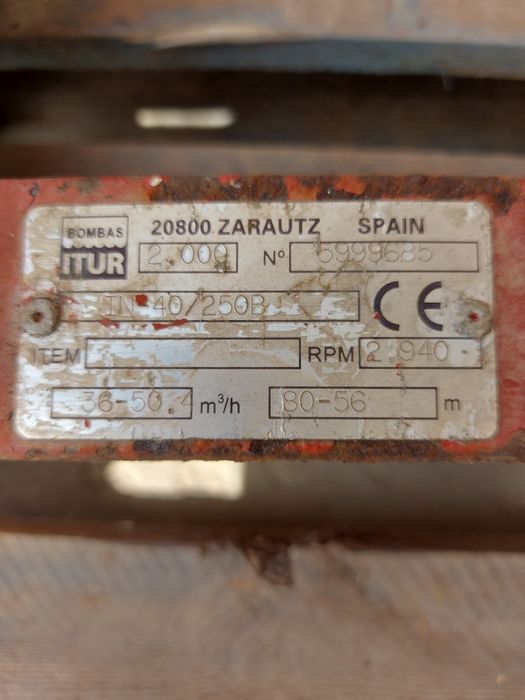 BOMBAS ITUR
20800 ZARAUTZ SPAIN
2.000 Nº 5999685
IN-40/250B CE
ITEM RPM 2.940
36-50.4 m³/h 80-56 m